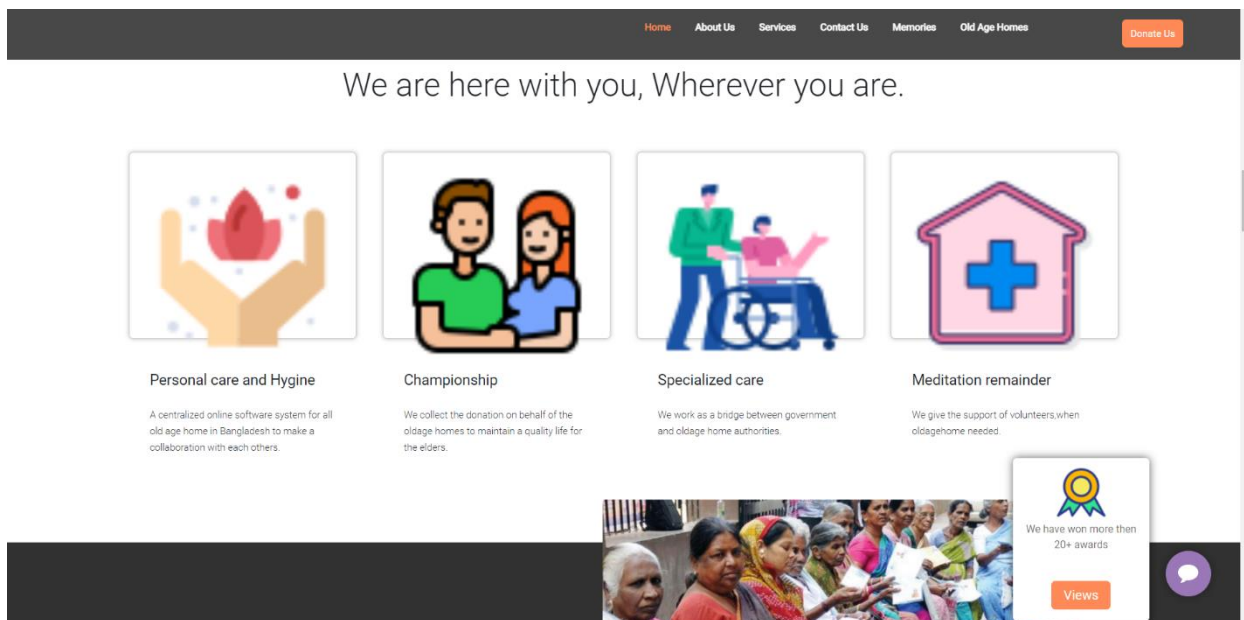 Home About Us Services Contact Us Memories Old Age Homes Donate Us
We are here with you, Wherever you are.
Personal care and Hygine
A centralized online software system for all
old age home in Bangladesh to make a
collaboration with each others.
Championship
We collect the donation on behalf of the
oldage homes to maintain a quality life for
the elders.
Specialized care
We work as a bridge between government
and oldage home authorities.
Meditation remainder
We give the support of volunteers,when
oldagehome needed.
We have won more then
20+ awards
Views